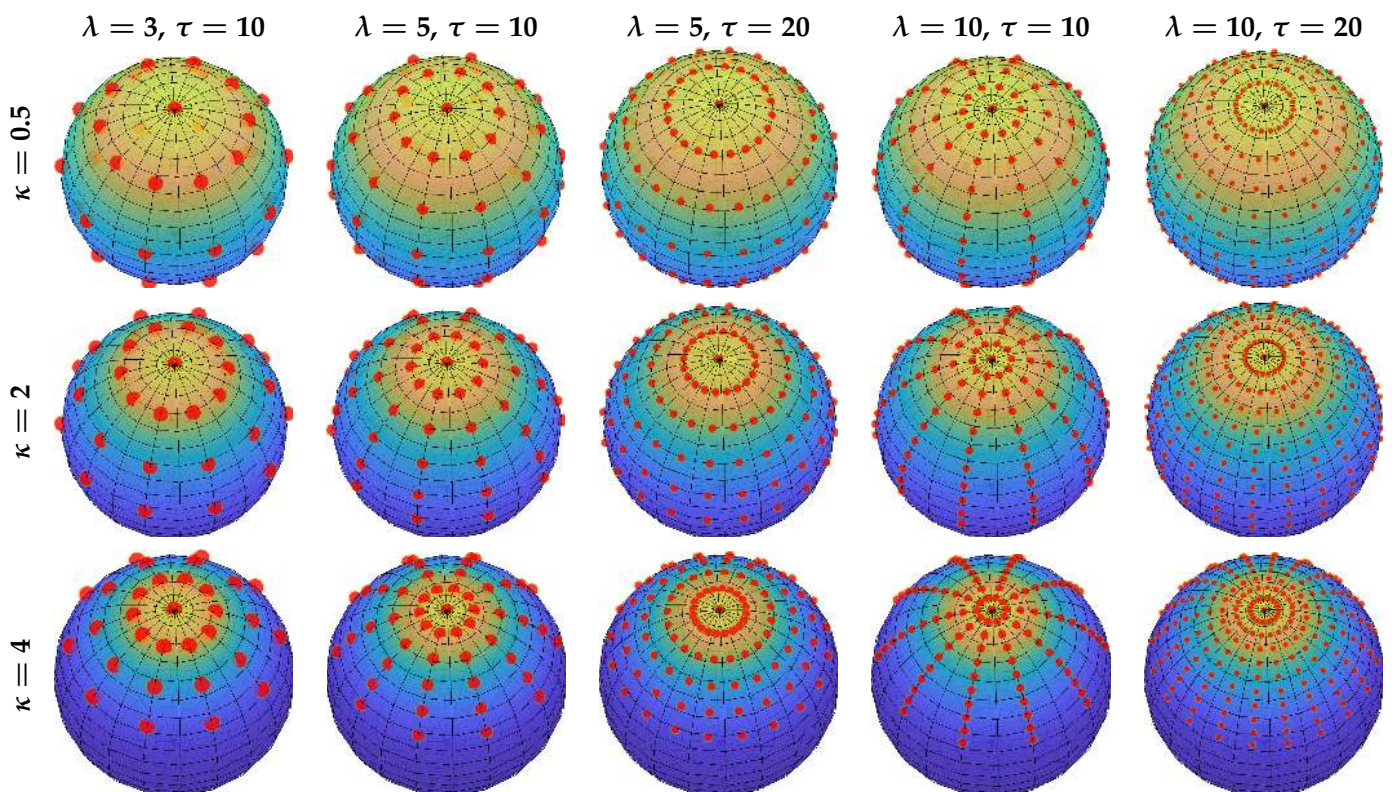 λ = 3, τ = 10 λ = 5, τ = 10 λ = 5, τ = 20 λ = 10, τ = 10 λ = 10, τ = 20
κ = 0.5
κ = 2
κ = 4